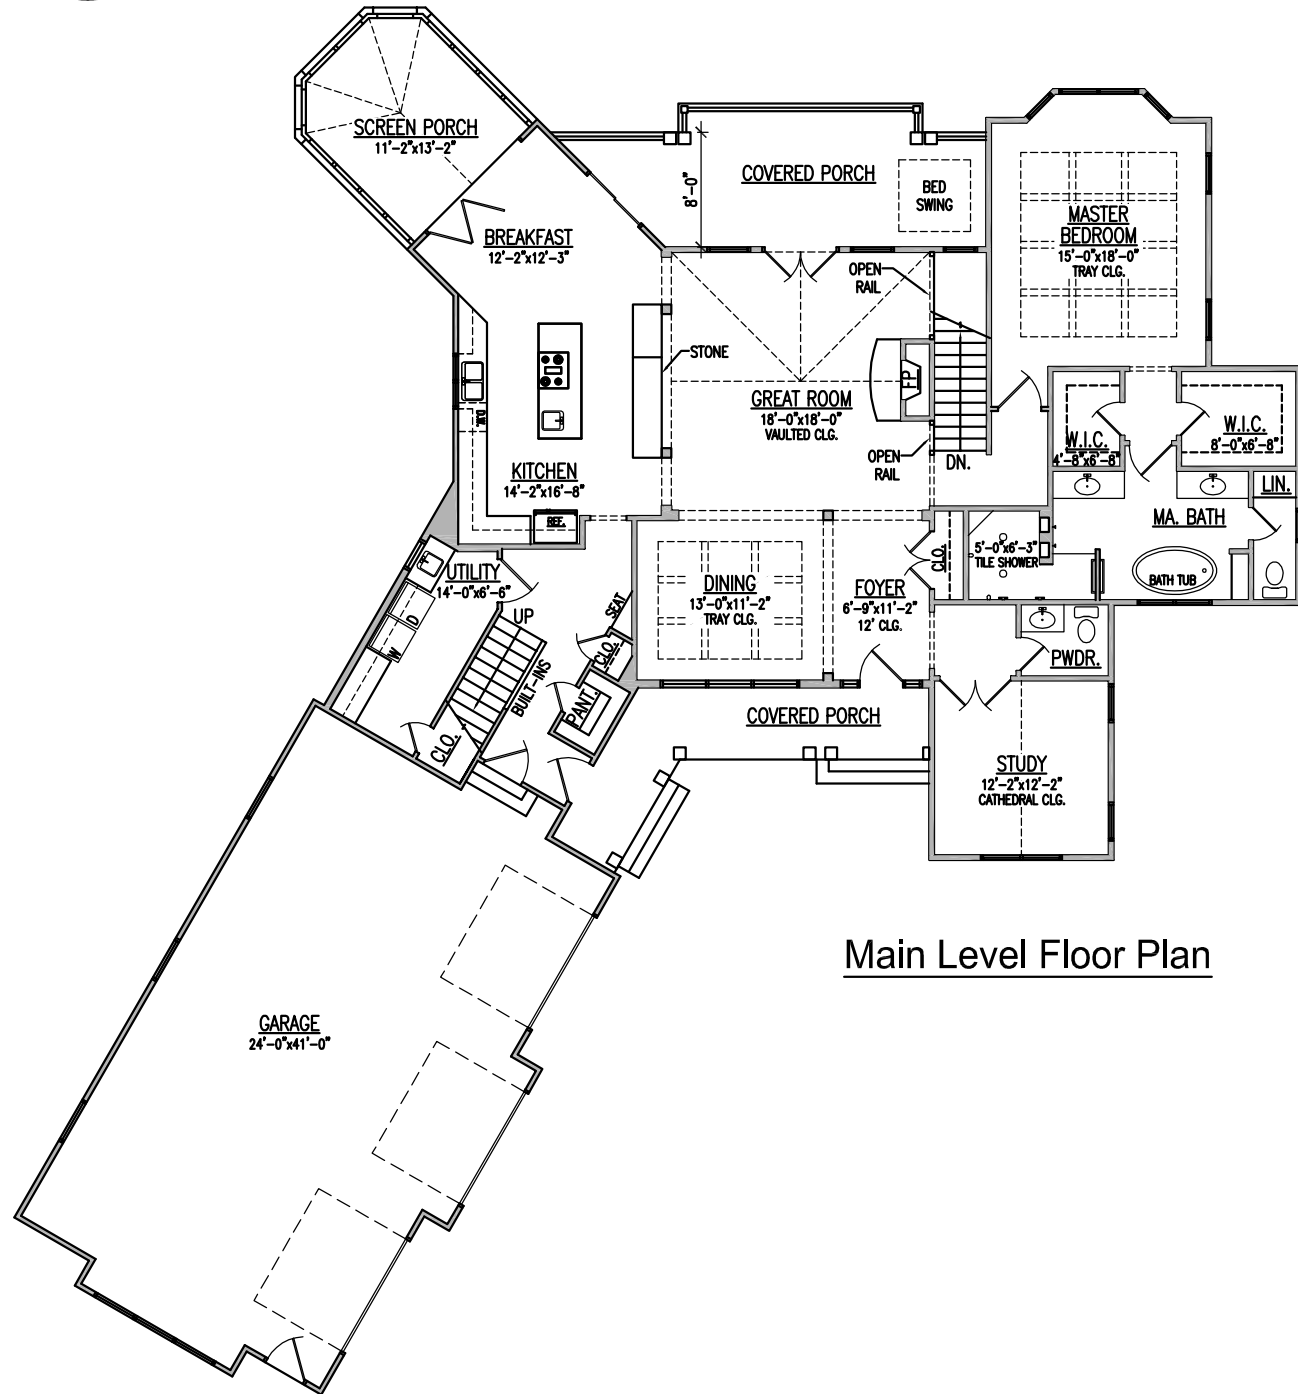 SCREEN PORCH
11'-2"x13'-2"
COVERED PORCH
8'-0"
BED
SWING
MASTER
BEDROOM
15'-0"x18'-0"
TRAY CLG.
BREAKFAST
12'-2"x12'-3"
OPEN
RAIL
STONE
FP
GREAT ROOM
18'-0"x18'-0"
VAULTED CLG.
D.W.
W.I.C.
4'-8"x6'-8"
W.I.C.
8'-0"x6'-8"
OPEN
RAIL
DN.
KITCHEN
14'-2"x16'-8"
REF.
LIN.
MA. BATH
5'-0"x6'-3"
TILE SHOWER
BATH TUB
CLO.
UTILITY
14'-0"x6'-6"
D
W
UP
SEAT
DINING
13'-0"x11'-2"
TRAY CLG.
FOYER
6'-9"x11'-2"
12' CLG.
CLO.
PWDR.
BUILT-INS
PANT.
CLO.
COVERED PORCH
STUDY
12'-2"x12'-2"
CATHEDRAL CLG.
Main Level Floor Plan
GARAGE
24'-0"x41'-0"